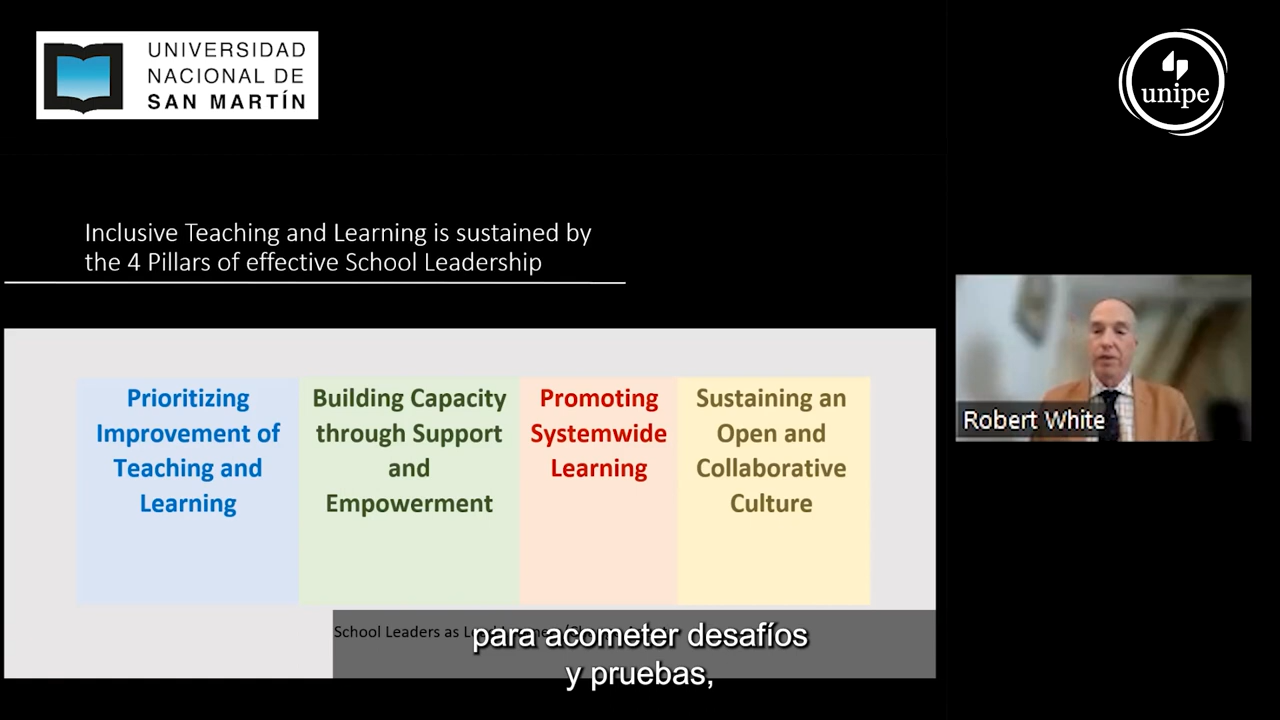 UNIVERSIDAD
NACIONAL DE
SAN MARTÍN
unipe
Inclusive Teaching and Learning is sustained by
the 4 Pillars of effective School Leadership
Prioritizing
Improvement of
Teaching and
Learning
Building Capacity
through Support
and
Empowerment
Promoting
Systemwide
Learning
Sustaining an
Open and
Collaborative
Culture
Robert White
School Leaders as
para acometer desafíos
y pruebas,